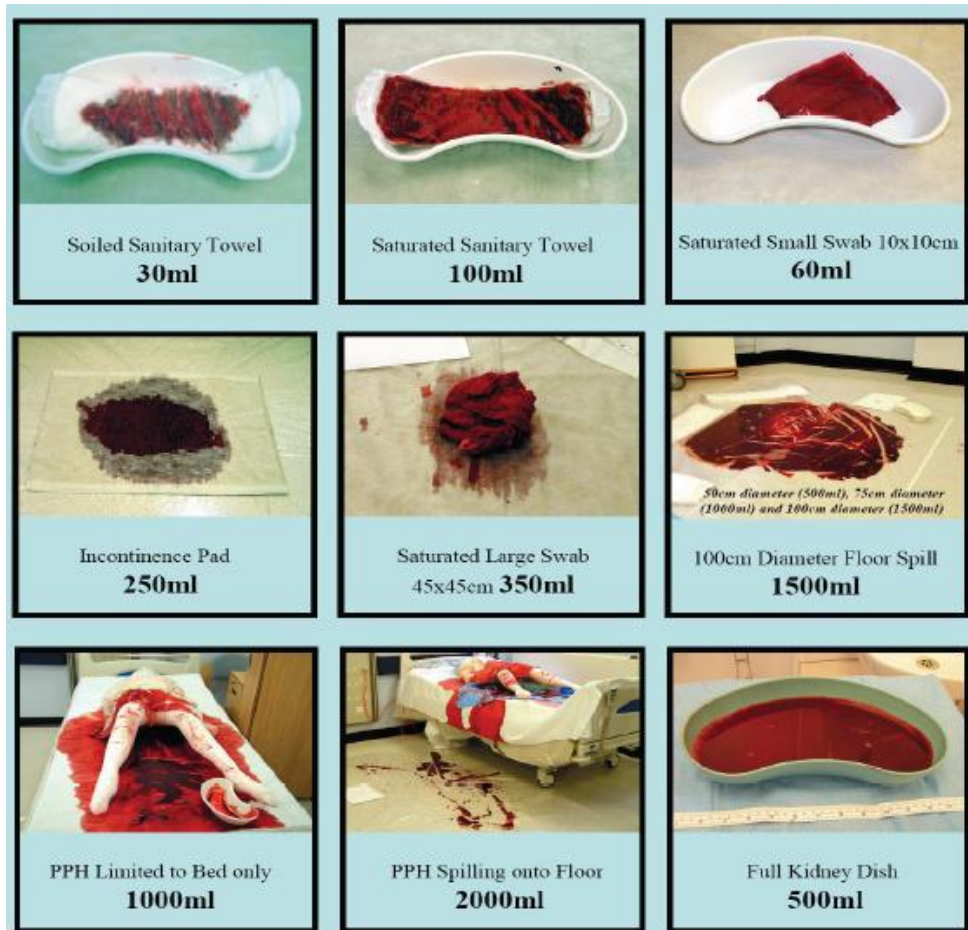 Soiled Sanitary Towel
30ml
Saturated Sanitary Towel
100ml
Saturated Small Swab 10x10cm
60ml
Incontinence Pad
250ml
Saturated Large Swab
45x45cm 350ml
50cm diameter (500ml), 75cm diameter
(1000ml) and 100cm diameter (1500ml)
100cm Diameter Floor Spill
1500ml
PPH Limited to Bed only
1000ml
PPH Spilling onto Floor
2000ml
Full Kidney Dish
500ml